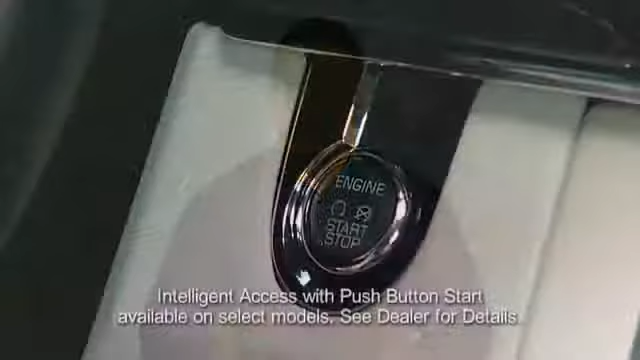 ENGINE
START
STOP
Intelligent Access with Push Button Start
available on select models. See Dealer for Details.